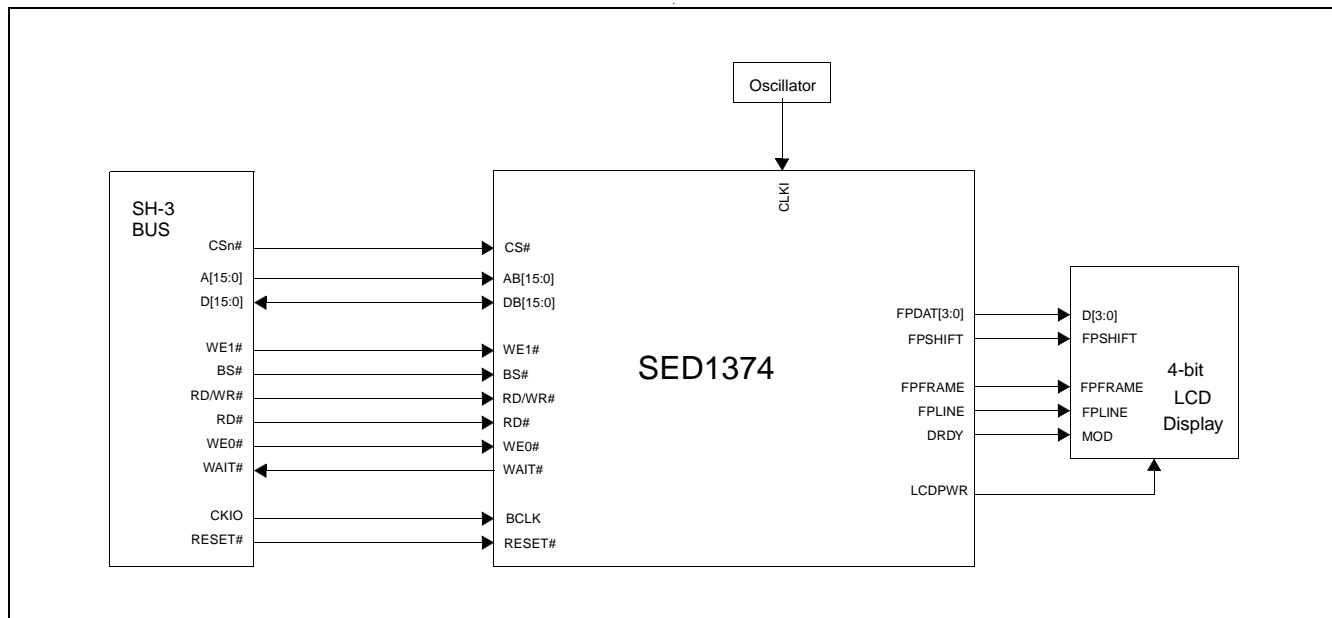 Oscillator
CLKI
SH-3
BUS
CSn#
A[15:0]
D[15:0]
WE1#
BS#
RD/WR#
RD#
WE0#
WAIT#
CKIO
RESET#
CS#
AB[15:0]
DB[15:0]
WE1#
BS#
RD/WR#
RD#
WE0#
WAIT#
BCLK
RESET#
SED1374
FPDAT[3:0]
FPSHIFT
FPFRAME
FPLINE
DRDY
LCDPWR
D[3:0]
FPSHIFT
FPFRAME
FPLINE
MOD
4-bit
LCD
Display